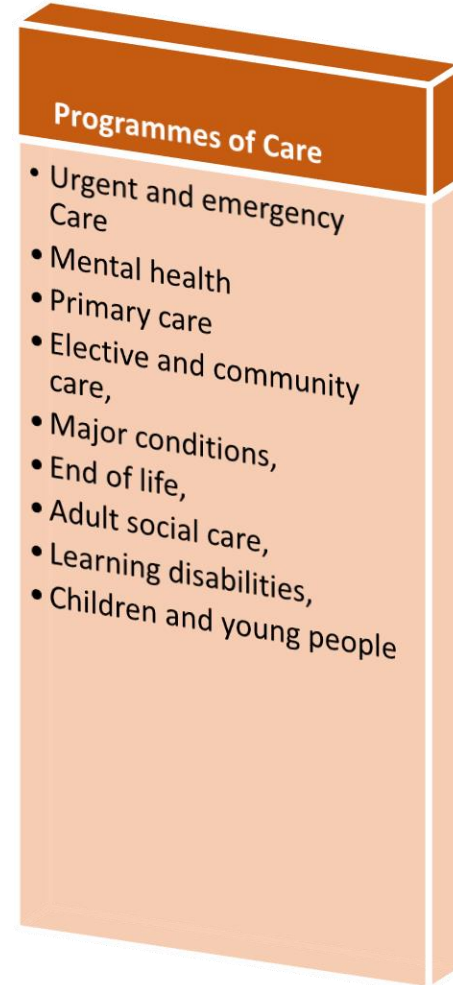 Programmes of Care
• Urgent and emergency
Care
• Mental health
• Primary care
• Elective and community
care,
• Major conditions,
• End of life,
• Adult social care,
• Learning disabilities,
• Children and young people